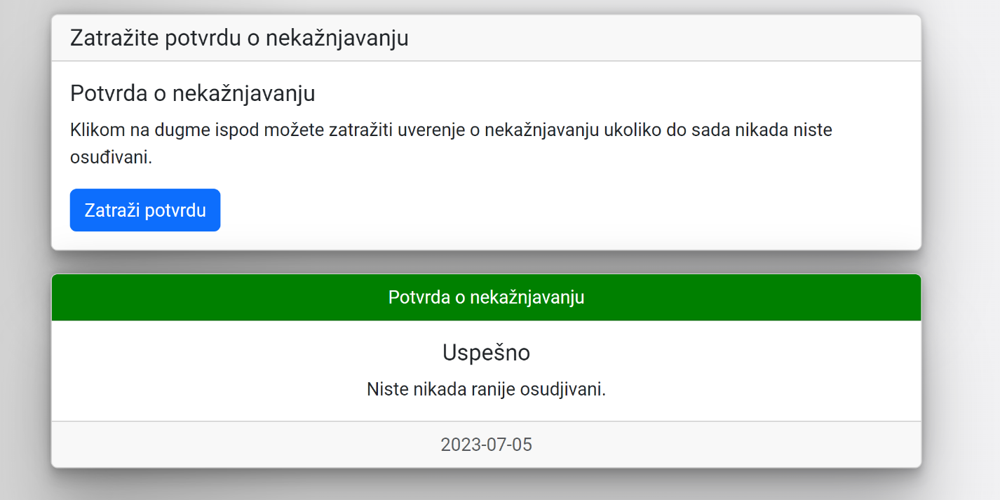 Zatražite potvrdu o nekažnjavanju
Potvrda o nekažnjavanju
Klikom na dugme ispod možete zatražiti uverenje o nekažnjavanju ukoliko do sada nikada niste
osuđivani.
Zatraži potvrdu
Potvrda o nekažnjavanju
Uspešno
Niste nikada ranije osudjivani.
2023-07-05